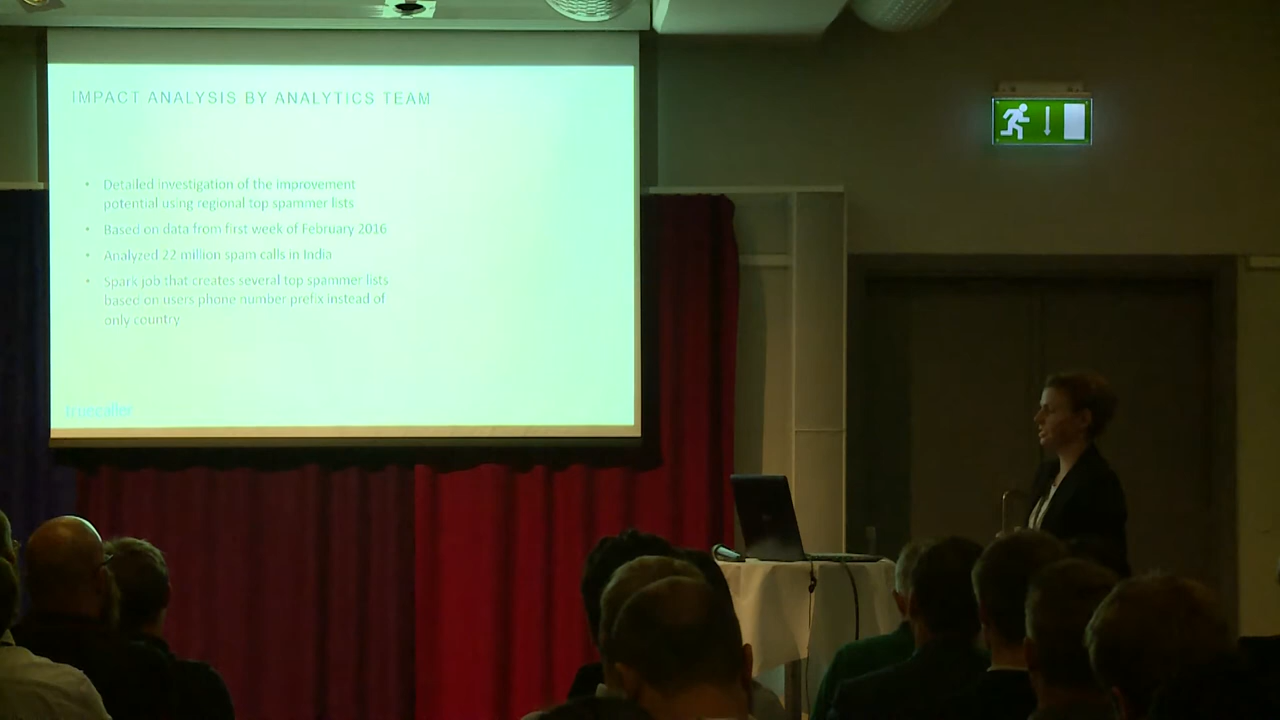 IMPACT ANALYSIS BY ANALYTICS TEAM
• Detailed investigation of the improvement
potential using regional top spammer lists
• Based on data from first week of February 2016
• Analyzed 22 million spam calls in India
• Spark job that creates several top spammer lists
based on users phone number prefix instead of
only country
truecaller